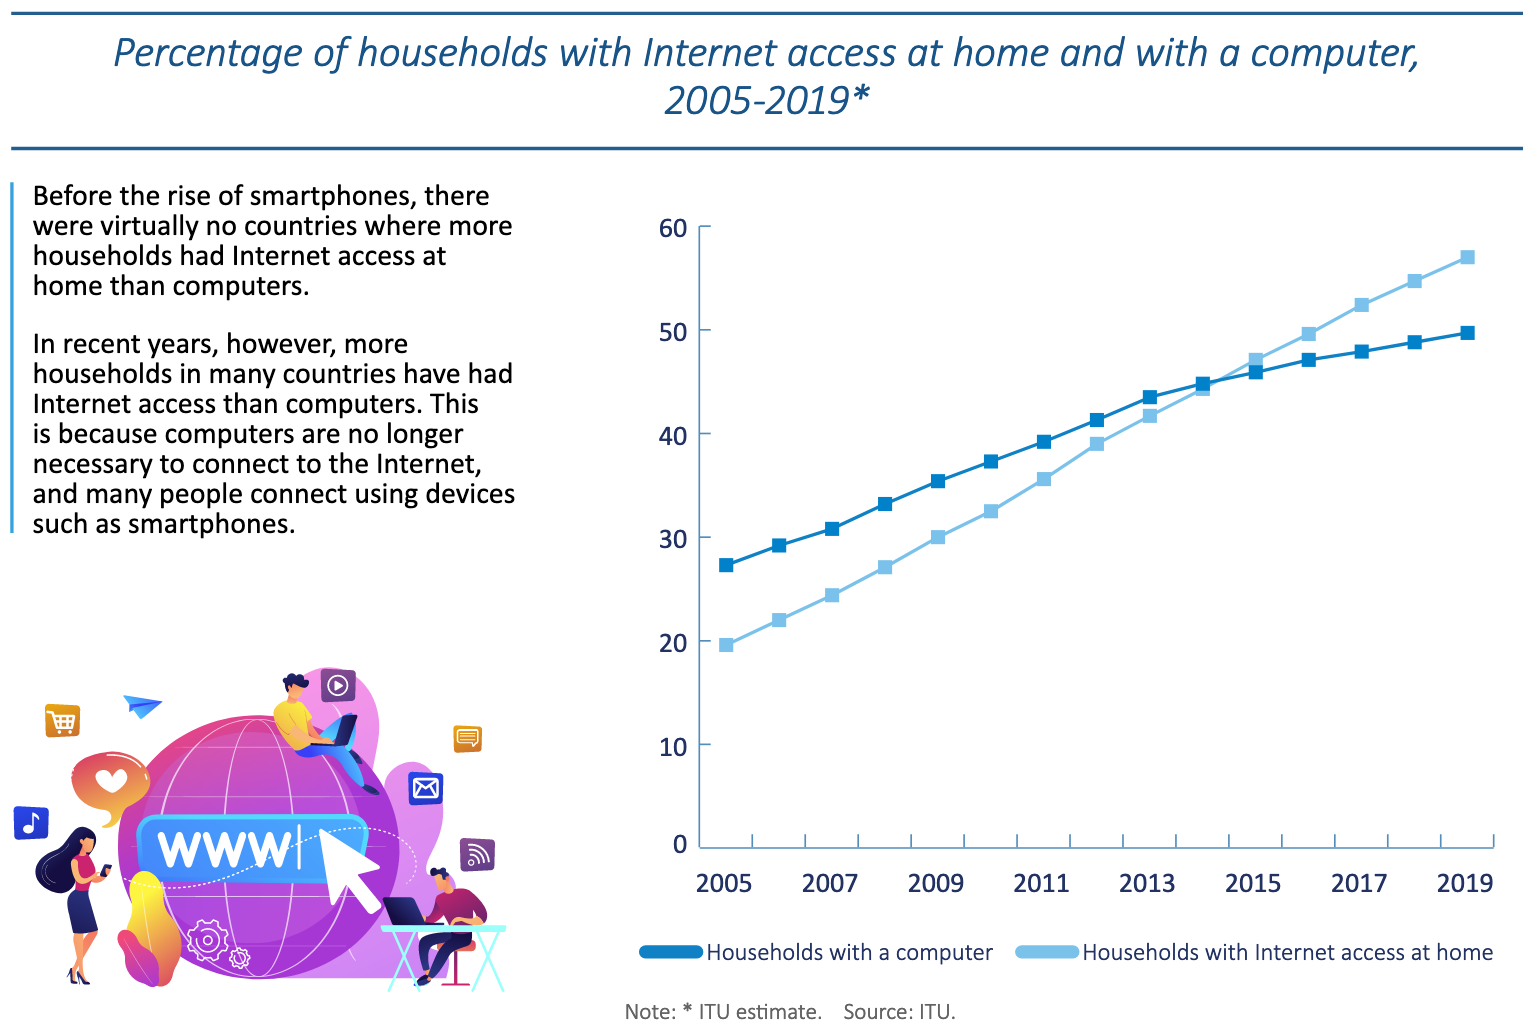 Percentage of households with Internet access at home and with a computer,
2005-2019*
Before the rise of smartphones, there
were virtually no countries where more
households had Internet access at
home than computers.
In recent years, however, more
households in many countries have had
Internet access than computers. This
is because computers are no longer
necessary to connect to the Internet,
and many people connect using devices
such as smartphones.
www
60
50
40
30
20
10
0
2005 2007 2009 2011 2013 2015 2017 2019
Households with a computer Households with Internet access at home
Note: * ITU estimate. Source: ITU.